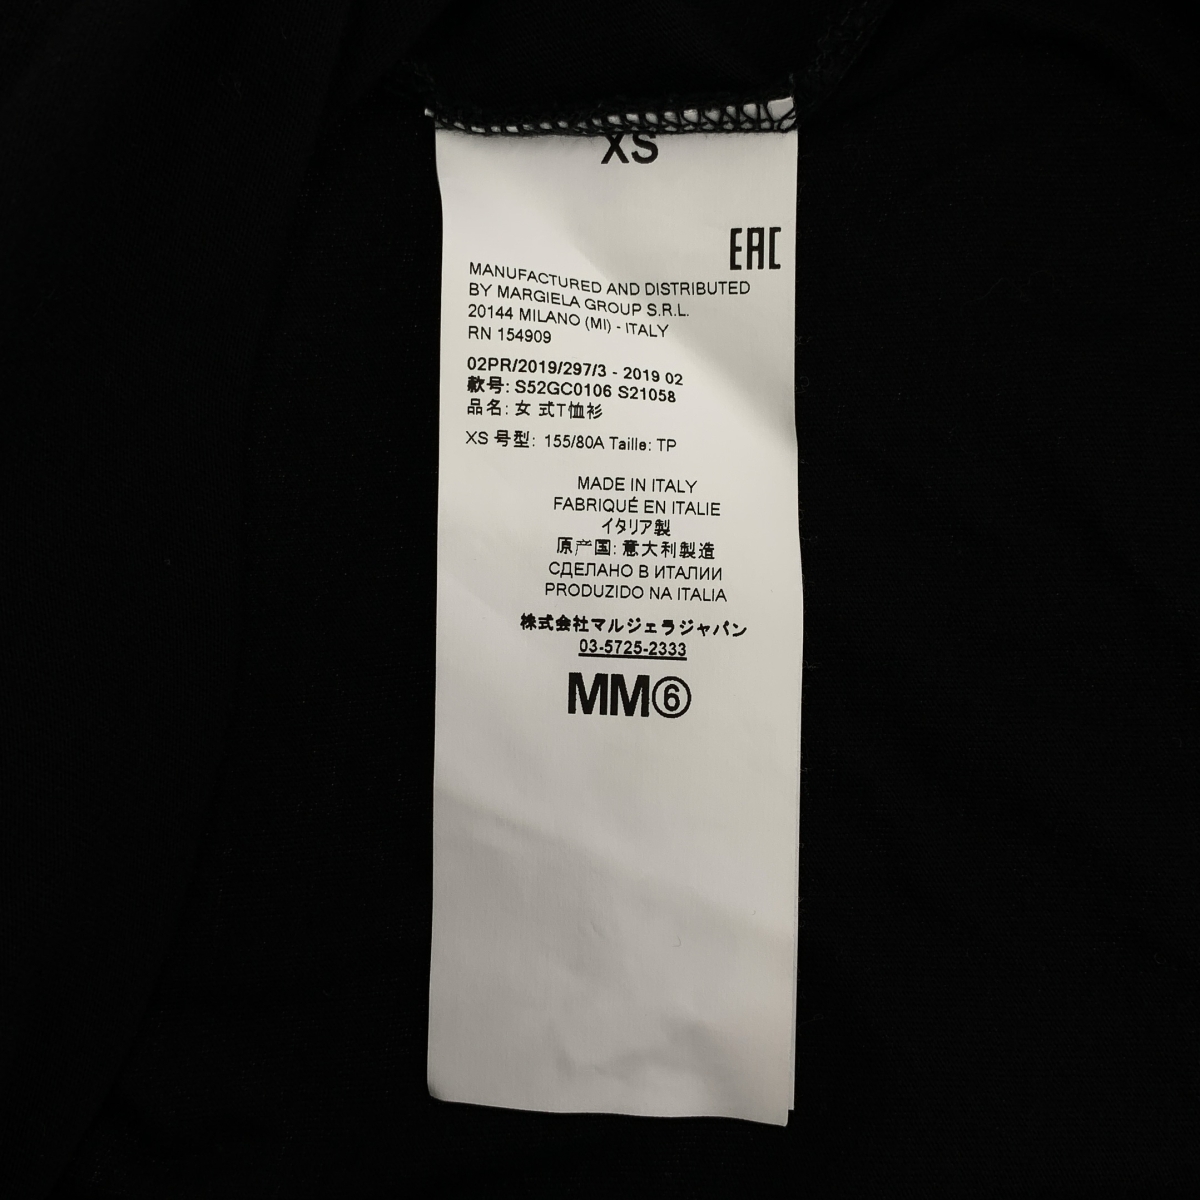 XS
EAC
MANUFACTURED AND DISTRIBUTED
BY MARGIELA GROUP S.R.L.
20144 MILANO (MI) - ITALY
RN 154909
02PR/2019/297/3 - 2019 02
款号: S52GC0106 S21058
品名: 女 式T恤衫
XS 号型: 155/80A Taille: TP
MADE IN ITALY
FABRIQUÉ EN ITALIE
イタリア製
原产国: 意大利製造
СДЕЛАНО В ИТАЛИИ
PRODUZIDO NA ITALIA
株式会社マルジェラジャパン
03-5725-2333
MM⑥